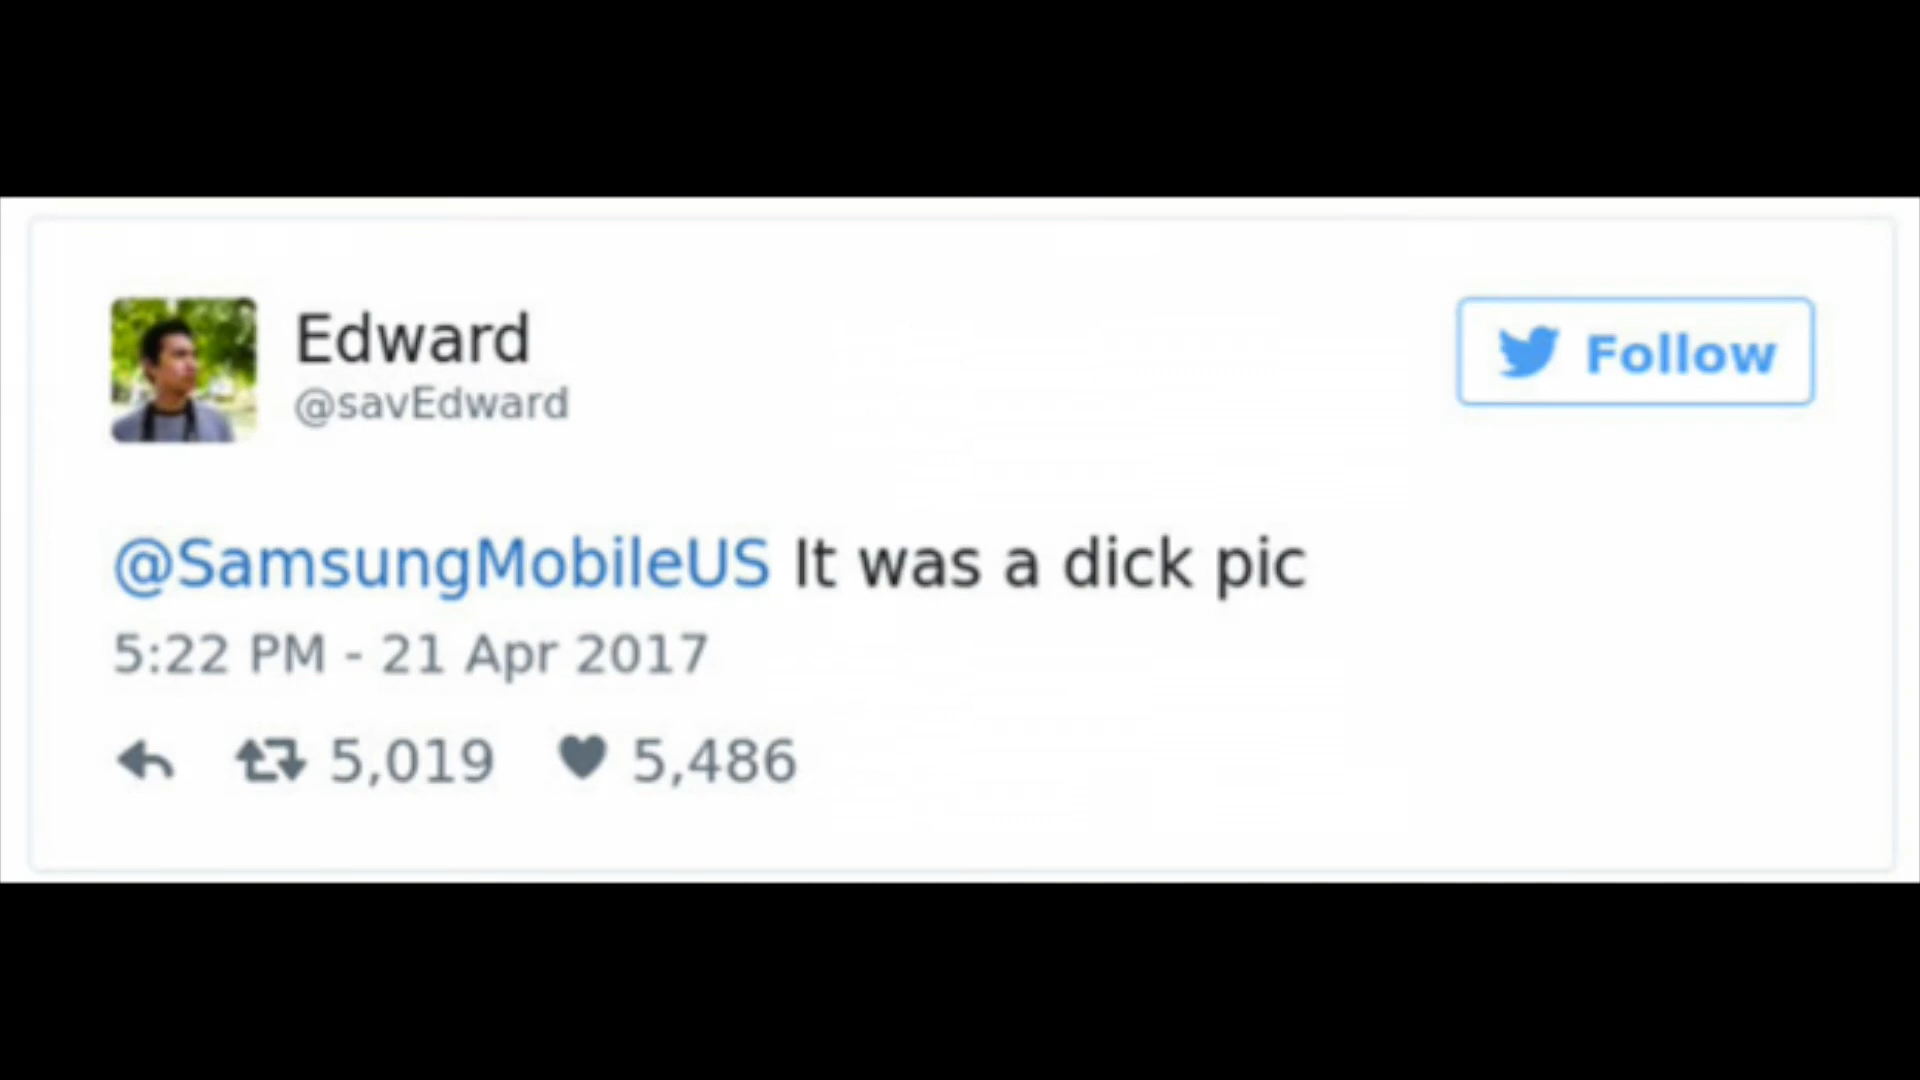 Edward
@savEdward
Follow
@SamsungMobileUS It was a dick pic
5:22 PM - 21 Apr 2017
5,019 5,486